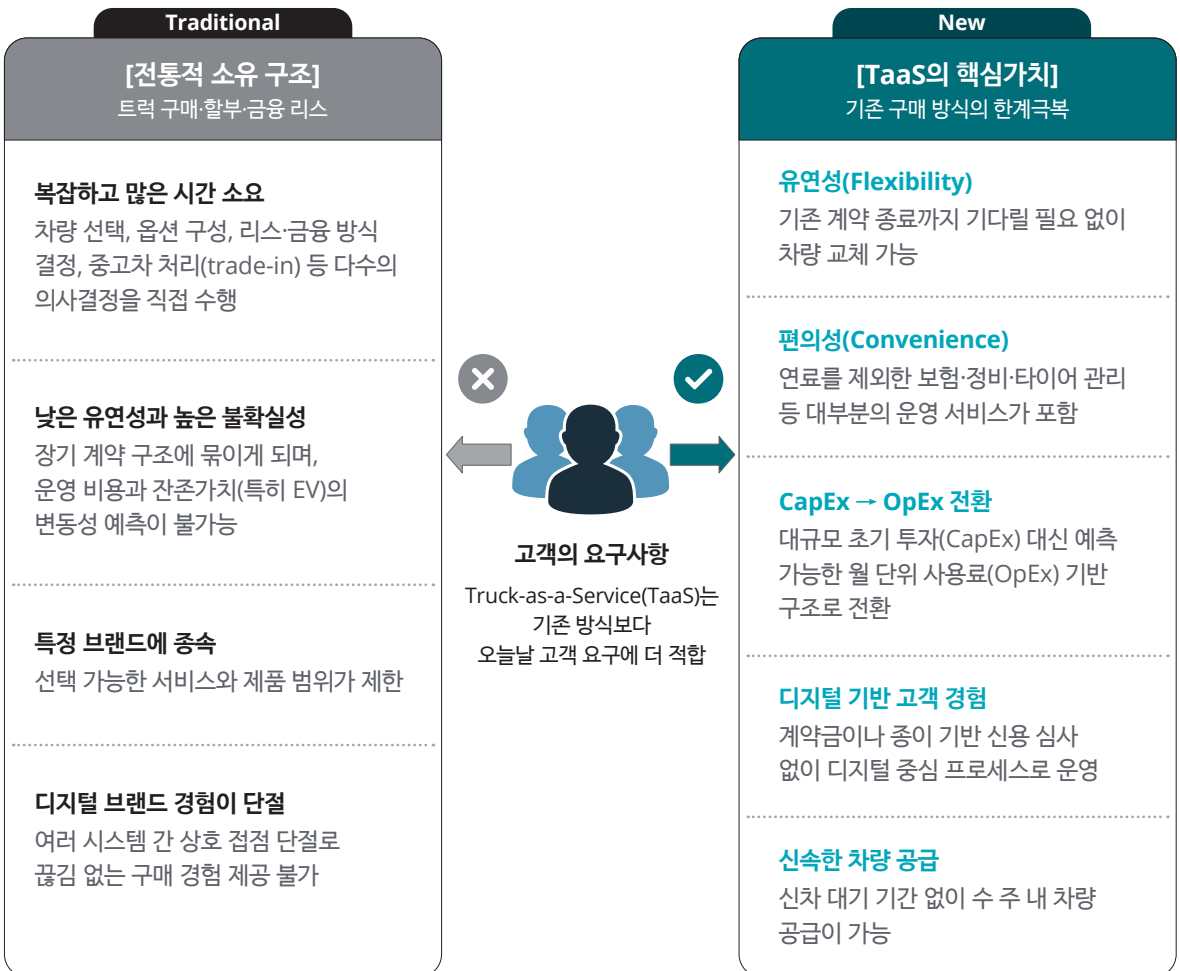 Traditional
[전통적 소유 구조]
트럭 구매·할부·금융 리스
복잡하고 많은 시간 소요
차량 선택, 옵션 구성, 리스·금융 방식
결정, 중고차 처리(trade-in) 등 다수의
의사결정을 직접 수행
낮은 유연성과 높은 불확실성
장기 계약 구조에 묶이게 되며,
운영 비용과 잔존가치(특히 EV)의
변동성 예측이 불가능
특정 브랜드에 종속
선택 가능한 서비스와 제품 범위가 제한
디지털 브랜드 경험이 단절
여러 시스템 간 상호 접점 단절로
끊김 없는 구매 경험 제공 불가
고객의 요구사항
Truck-as-a-Service(TaaS)는
기존 방식보다
오늘날 고객 요구에 더 적합
New
[TaaS의 핵심가치]
기존 구매 방식의 한계극복
유연성(Flexibility)
기존 계약 종료까지 기다릴 필요 없이
차량 교체 가능
편의성(Convenience)
연료를 제외한 보험·정비·타이어 관리
등 대부분의 운영 서비스가 포함
CapEx → OpEx 전환
대규모 초기 투자(CapEx) 대신 예측
가능한 월 단위 사용료(OpEx) 기반
구조로 전환
디지털 기반 고객 경험
계약금이나 종이 기반 신용 심사
없이 디지털 중심 프로세스로 운영
신속한 차량 공급
신차 대기 기간 없이 수 주 내 차량
공급이 가능